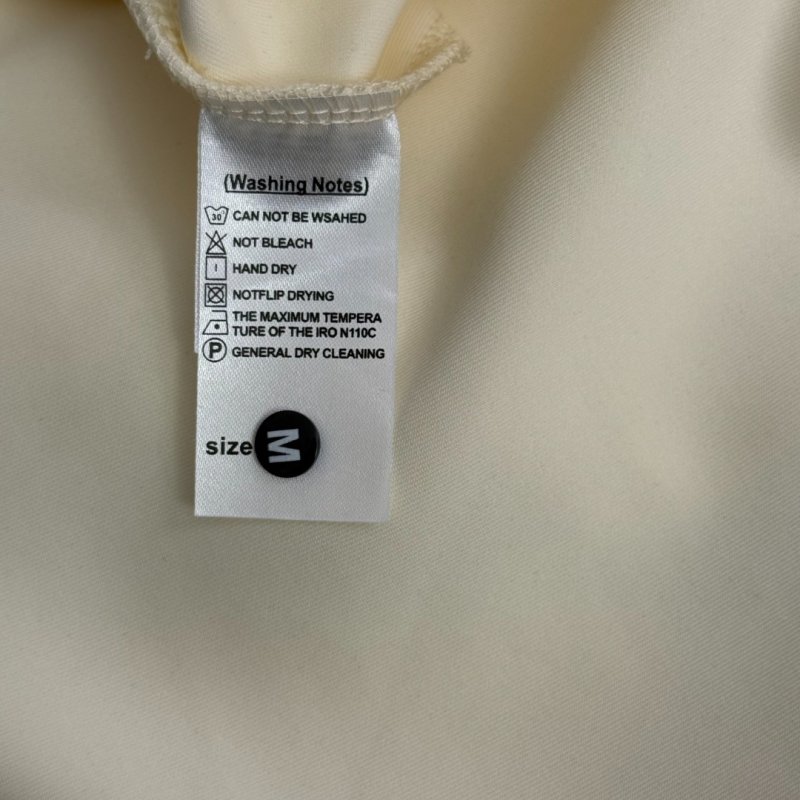 (Washing Notes)
30 CAN NOT BE WSAHED
NOT BLEACH
HAND DRY
NOTFLIP DRYING
THE MAXIMUM TEMPERA
TURE OF THE IRO N110C
P GENERAL DRY CLEANING
size M